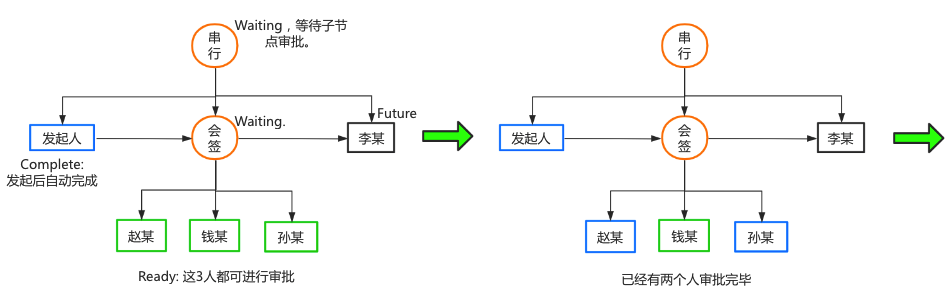 串
行
Waiting，等待子节
点审批。
发起人
会
签
Waiting.
李某
Future
Complete:
发起后自动完成
赵某
钱某
孙某
Ready: 这3人都可进行审批
串
行
发起人
会
签
李某
赵某
钱某
孙某
已经有两个人审批完毕